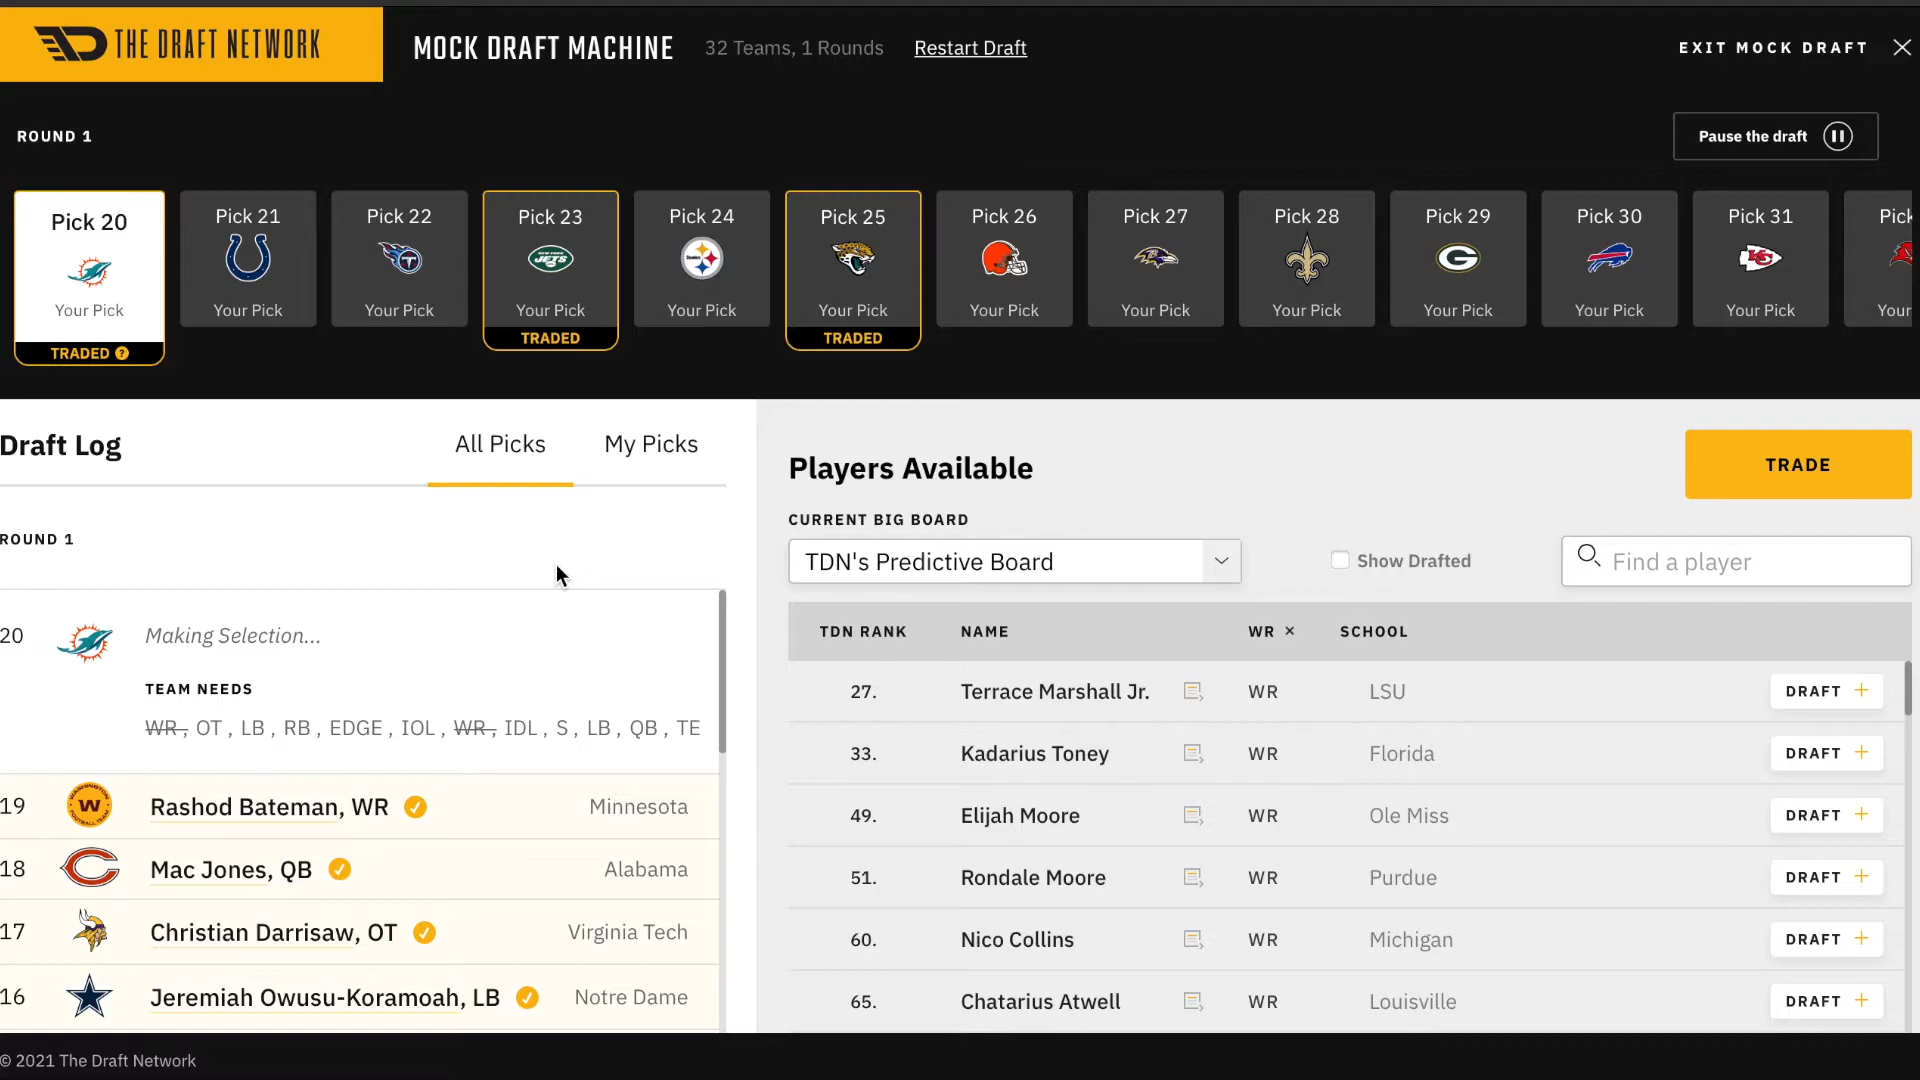 THE DRAFT NETWORK
MOCK DRAFT MACHINE 32 Teams, 1 Rounds Restart Draft
EXIT MOCK DRAFT
ROUND 1
Pause the draft
Pick 20
Your Pick
TRADED ?
Pick 21
Your Pick
Pick 22
Your Pick
Pick 23
JETS
Your Pick
TRADED
Pick 24
Steelers
Your Pick
Pick 25
Your Pick
TRADED
Pick 26
Your Pick
Pick 27
Your Pick
Pick 28
Your Pick
Pick 29
G
Your Pick
Pick 30
Your Pick
Pick 31
KC
Your Pick
Pick
Your
Draft Log
All Picks
My Picks
ROUND 1
20 Making Selection...
TEAM NEEDS
WR , OT , LB , RB , EDGE , IOL , WR , IDL , S , LB , QB , TE
19 W Rashod Bateman, WR Minnesota
18 Mac Jones, QB Alabama
17 Christian Darrisaw, OT Virginia Tech
16 Jeremiah Owusu-Koramoah, LB Notre Dame
Players Available
TRADE
CURRENT BIG BOARD
TDN's Predictive Board
Show Drafted
Find a player
TDN RANK NAME WR × SCHOOL
27. Terrace Marshall Jr. WR LSU DRAFT +
33. Kadarius Toney WR Florida DRAFT +
49. Elijah Moore WR Ole Miss DRAFT +
51. Rondale Moore WR Purdue DRAFT +
60. Nico Collins WR Michigan DRAFT +
65. Chatarius Atwell WR Louisville DRAFT +
© 2021 The Draft Network